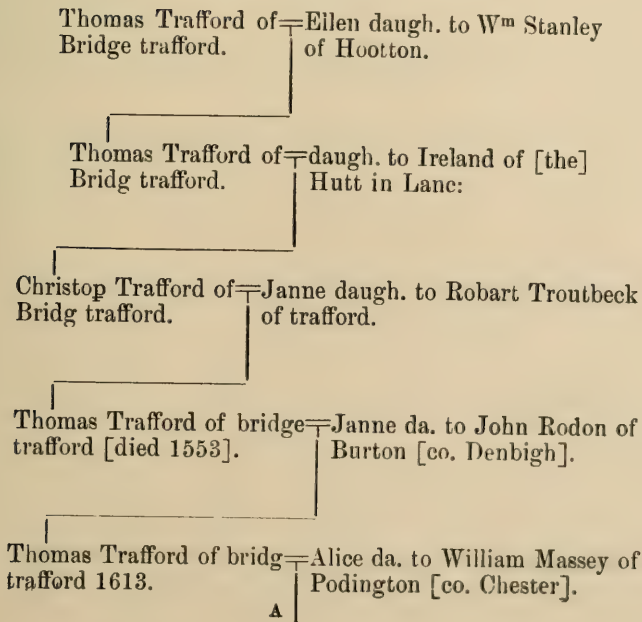 Thomas Trafford of Eilen daugh. to Wm Stanley
Bridge trafford. of Hootton.
Thomas Trafford of daugh. to Ireland of [the]
Bridg trafford. Hutt in Lanc:
Christop Trafford of Janne daugh. to Robart Troutbeck
Bridg trafford. of trafford.
Thomas Trafford of bridge Janne da. to John Rodon of
trafford [died 1553]. Burton [co. Denbigh].
Thomas Trafford of bridg Alice da. to William Massey of
trafford 1613. Podington [co. Chester].
A